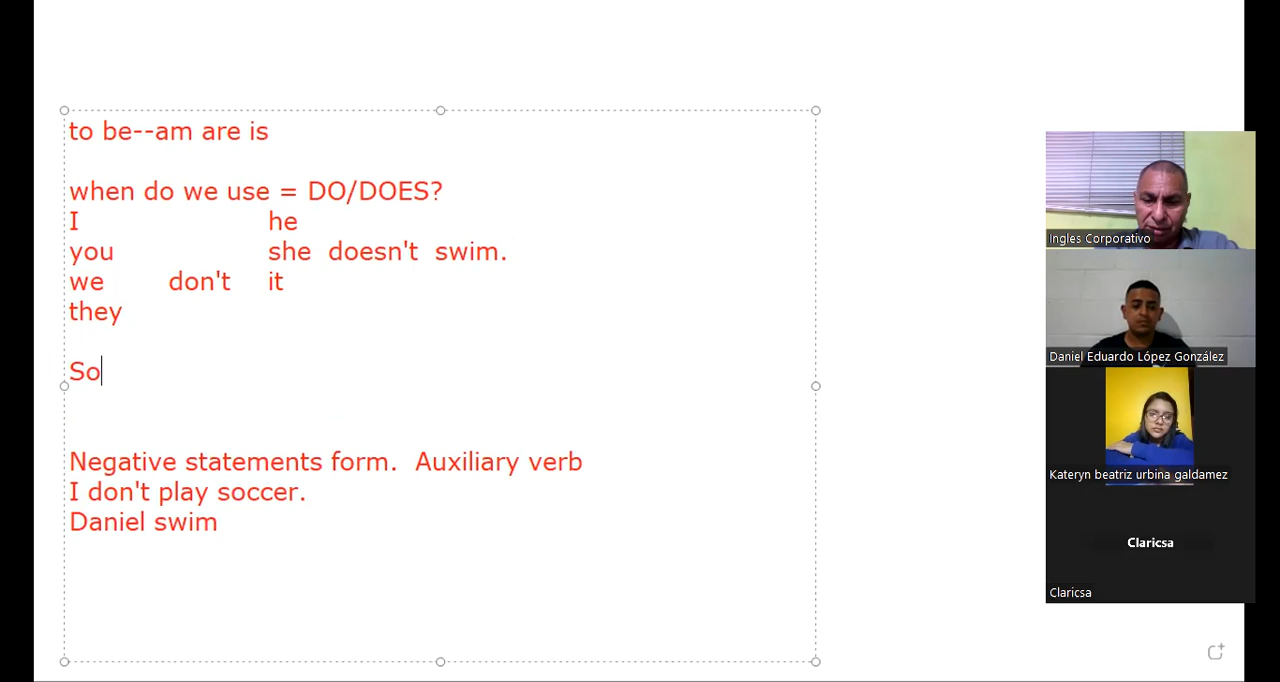 to be--am are is
when do we use = DO/DOES?
I he
you she doesn't swim.
we don't it
they
So
Negative statements form. Auxiliary verb
I don't play soccer.
Daniel swim
Ingles Corporativo
Daniel Eduardo López González
Kateryn beatriz urbina galdamez
Claricsa
Claricsa